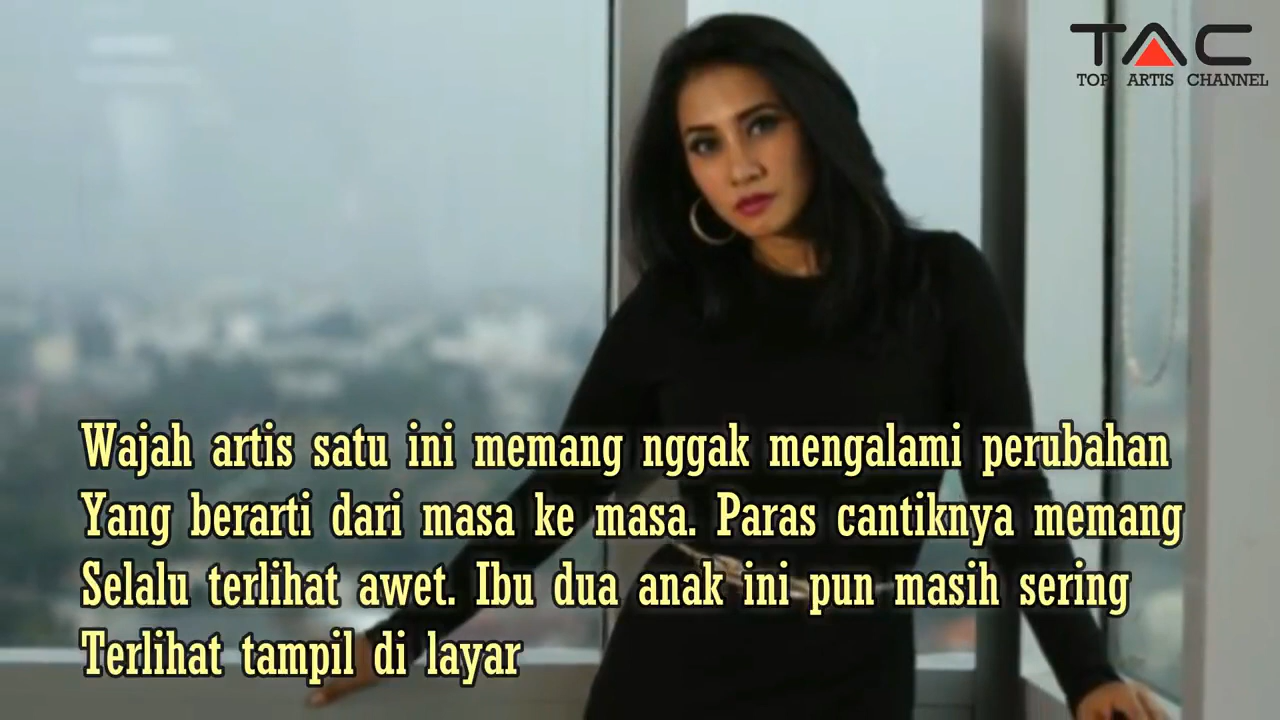 TAC
TOP ARTIS CHANNEL
Wajah artis satu ini memang nggak mengalami perubahan
Yang berarti dari masa ke masa. Paras cantiknya memang
Selalu terlihat awet. Ibu dua anak ini pun masih sering
Terlihat tampil di layar